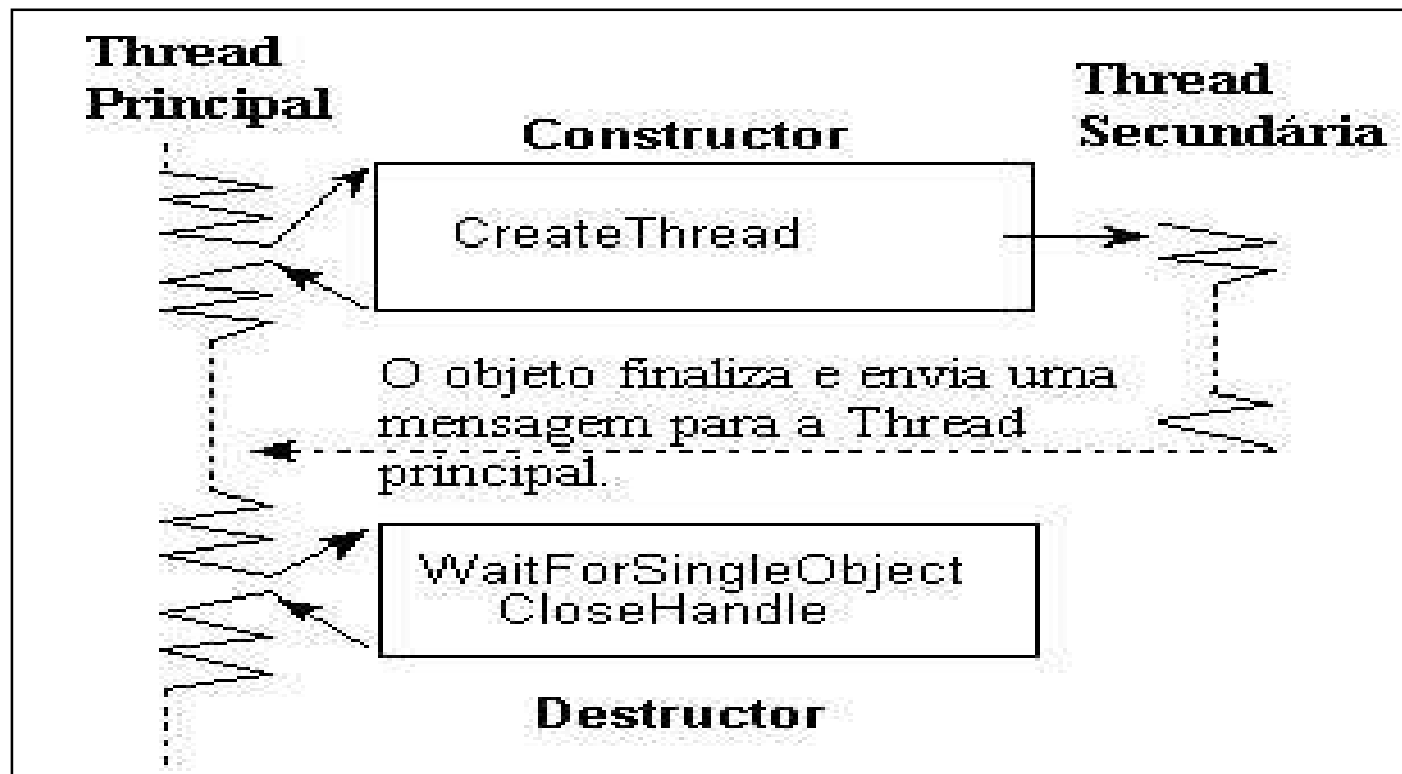 Thread
Principal
Thread
Secundária
Constructor
CreateThread
O objeto finaliza e envia uma
mensagem para a Thread
principal.
WaitForSingleObject
CloseHandle
Destructor